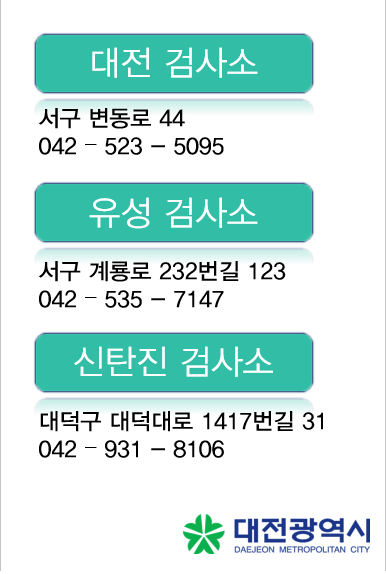 대전 검사소
서구 변동로 44
042 - 523 - 5095
유성 검사소
서구 계룡로 232번길 123
042 - 535 - 7147
신탄진 검사소
대덕구 대덕대로 1417번길 31
042 - 931 - 8106
대전광역시
DAEJEON METROPOLITAN CITY